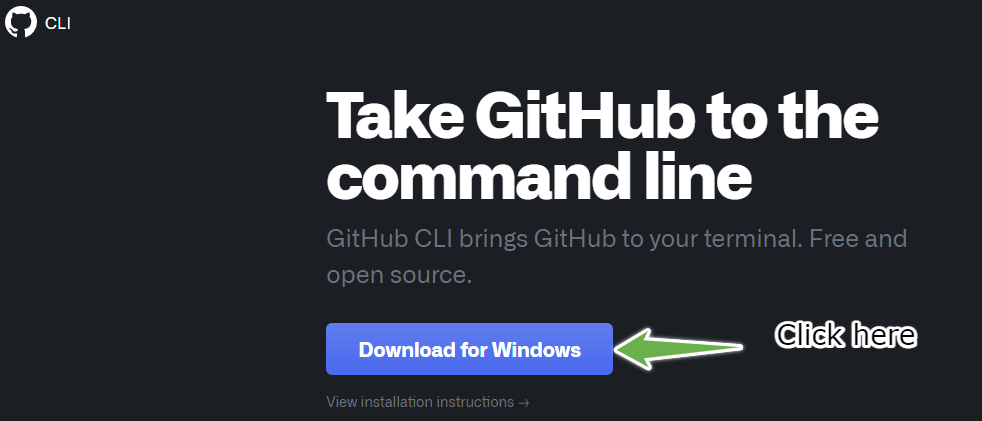 CLI
Take GitHub to the
command line
GitHub CLI brings GitHub to your terminal. Free and
open source.
Download for Windows
Click here
View installation instructions →